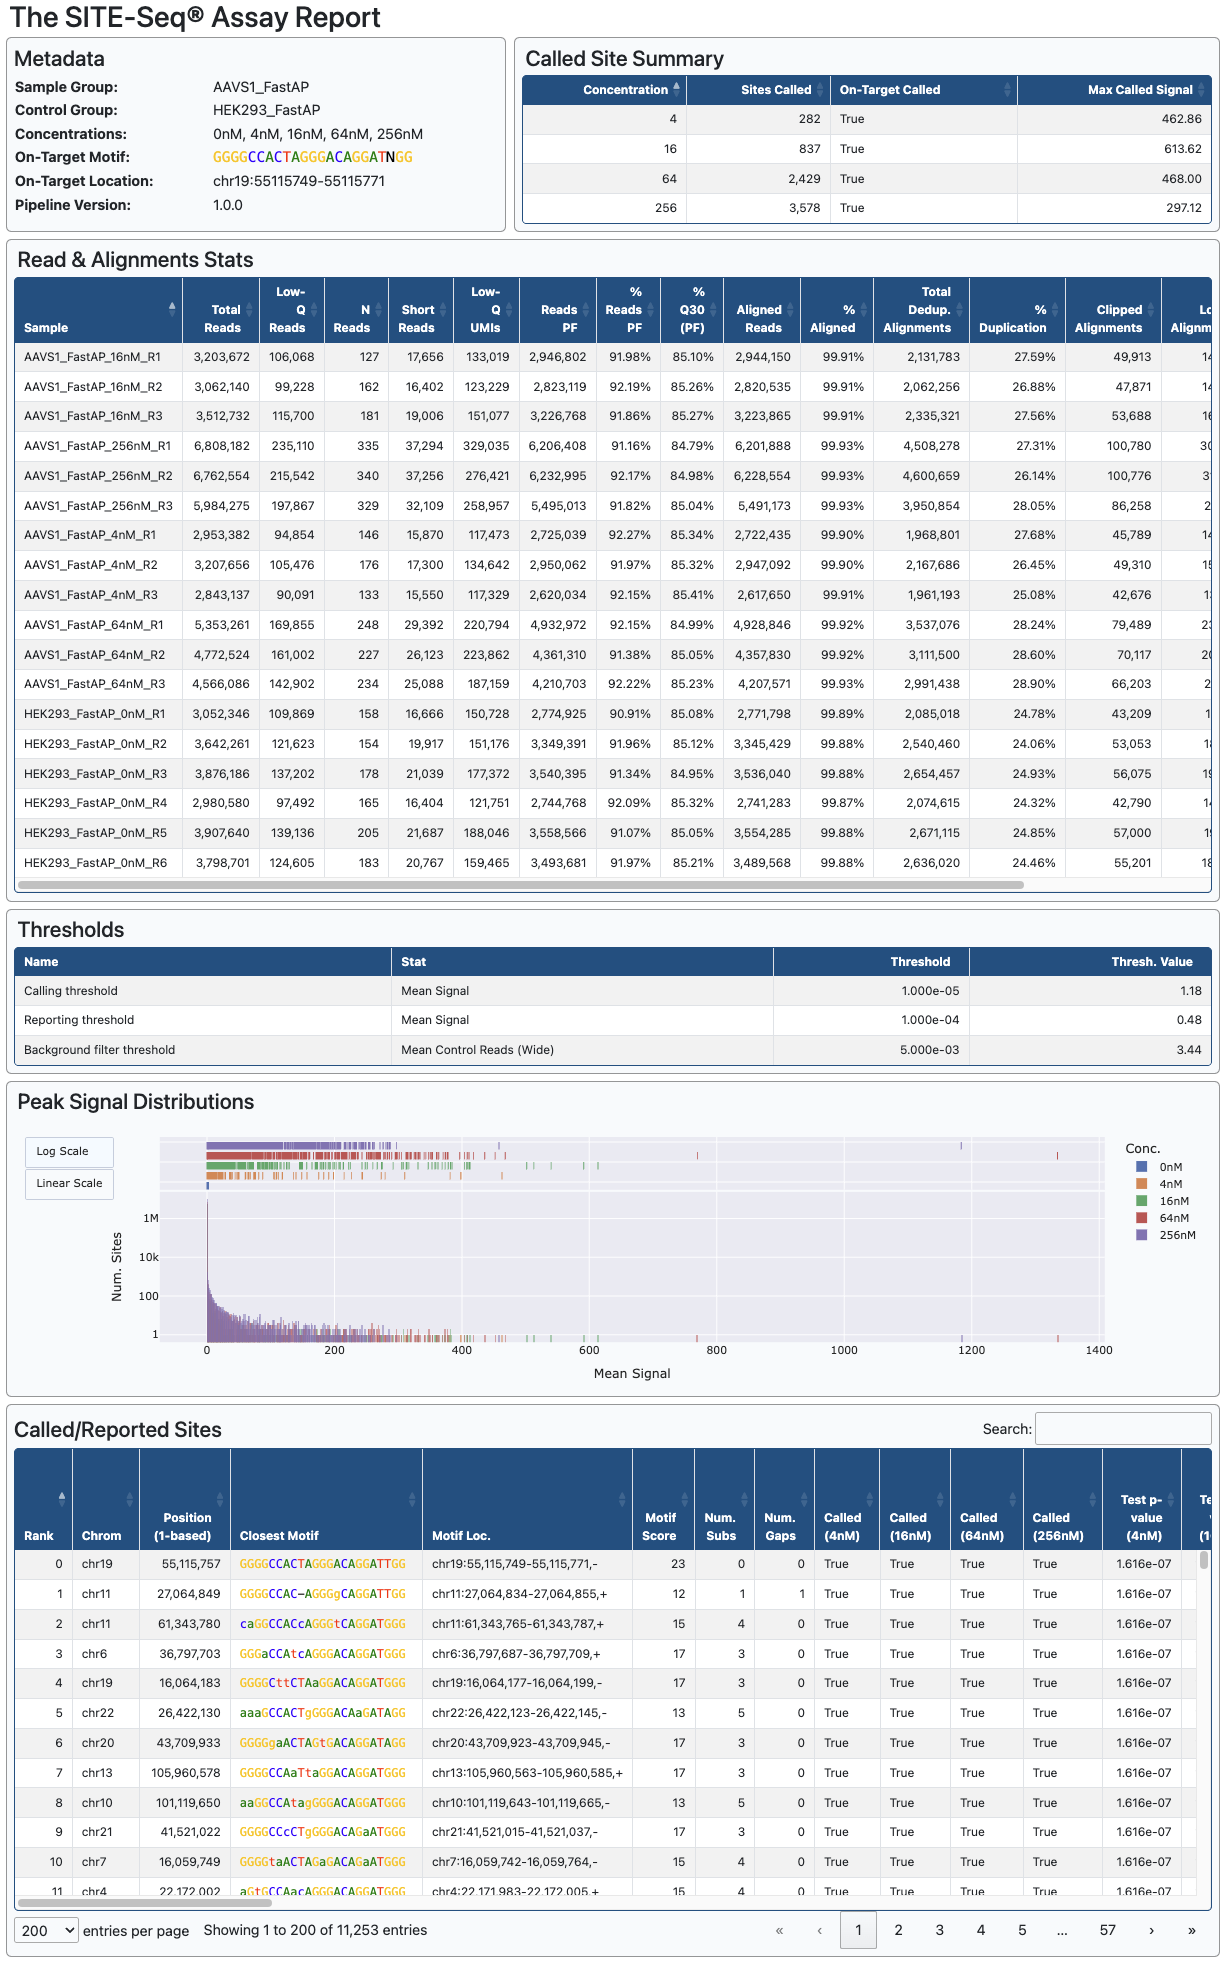 The SITE-Seq® Assay Report
Metadata
Sample Group: AAVS1_FastAP
Control Group: HEK293_FastAP
Concentrations: 0nM, 4nM, 16nM, 64nM, 256nM
On-Target Motif: GGGGCCACTAGGGACAGGATNGG
On-Target Location: chr19:55115749-55115771
Pipeline Version: 1.0.0
Called Site Summary
Concentration Sites Called On-Target Called Max Called Signal
4 282 True 462.86
16 837 True 613.62
64 2,429 True 468.00
256 3,578 True 297.12
Read & Alignments Stats
Sample Total Reads Low-Q Reads N Reads Short Reads Low-Q UMIs Reads PF % Reads PF % Q30 (PF) Aligned Reads % Aligned Total Dedup. Alignments % Duplication Clipped Alignments
AAVS1_FastAP_16nM_R1 3,203,672 106,068 127 17,656 133,019 2,946,802 91.98% 85.10% 2,944,150 99.91% 2,131,783 27.59% 49,913
AAVS1_FastAP_16nM_R2 3,062,140 99,228 162 16,402 123,229 2,823,119 92.19% 85.26% 2,820,535 99.91% 2,062,256 26.88% 47,871
AAVS1_FastAP_16nM_R3 3,512,732 115,700 181 19,006 151,077 3,226,768 91.86% 85.27% 3,223,865 99.91% 2,335,321 27.56% 53,688
AAVS1_FastAP_256nM_R1 6,808,182 235,110 335 37,294 329,035 6,206,408 91.16% 84.79% 6,201,888 99.93% 4,508,278 27.31% 100,780
AAVS1_FastAP_256nM_R2 6,762,554 215,542 340 37,256 276,421 6,232,995 92.17% 84.98% 6,228,554 99.93% 4,600,659 26.14% 100,776
AAVS1_FastAP_256nM_R3 5,984,275 197,867 329 32,109 258,957 5,495,013 91.82% 85.04% 5,491,173 99.93% 3,950,854 28.05% 86,258
AAVS1_FastAP_4nM_R1 2,953,382 94,854 146 15,870 117,473 2,725,039 92.27% 85.34% 2,722,435 99.90% 1,968,801 27.68% 45,789
AAVS1_FastAP_4nM_R2 3,207,656 105,476 176 17,300 134,642 2,950,062 91.97% 85.32% 2,947,092 99.90% 2,167,686 26.45% 49,310
AAVS1_FastAP_4nM_R3 2,843,137 90,091 133 15,550 117,329 2,620,034 92.15% 85.41% 2,617,650 99.91% 1,961,193 25.08% 42,676
AAVS1_FastAP_64nM_R1 5,353,261 169,855 248 29,392 220,794 4,932,972 92.15% 84.99% 4,928,846 99.92% 3,537,076 28.24% 79,489
AAVS1_FastAP_64nM_R2 4,772,524 161,002 227 26,123 223,862 4,361,310 91.38% 85.05% 4,357,830 99.92% 3,111,500 28.60% 70,117
AAVS1_FastAP_64nM_R3 4,566,086 142,902 234 25,088 187,159 4,210,703 92.22% 85.23% 4,207,571 99.93% 2,991,438 28.90% 66,203
HEK293_FastAP_0nM_R1 3,052,346 109,869 158 16,666 150,728 2,774,925 90.91% 85.08% 2,771,798 99.89% 2,085,018 24.78% 43,209
HEK293_FastAP_0nM_R2 3,642,261 121,623 154 19,917 151,176 3,349,391 91.96% 85.12% 3,345,429 99.88% 2,540,460 24.06% 53,053
HEK293_FastAP_0nM_R3 3,876,186 137,202 178 21,039 177,372 3,540,395 91.34% 84.95% 3,536,040 99.88% 2,654,457 24.93% 56,075
HEK293_FastAP_0nM_R4 2,980,580 97,492 165 16,404 121,751 2,744,768 92.09% 85.32% 2,741,283 99.87% 2,074,615 24.32% 42,790
HEK293_FastAP_0nM_R5 3,907,640 139,136 205 21,687 188,046 3,558,566 91.07% 85.05% 3,554,285 99.88% 2,671,115 24.85% 57,000
HEK293_FastAP_0nM_R6 3,798,701 124,605 183 20,767 159,465 3,493,681 91.97% 85.21% 3,489,568 99.88% 2,636,020 24.46% 55,201
Thresholds
Name Stat Threshold Thresh. Value
Calling threshold Mean Signal 1.000e-05 1.18
Reporting threshold Mean Signal 1.000e-04 0.48
Background filter threshold Mean Control Reads (Wide) 5.000e-03 3.44
Peak Signal Distributions
Log Scale
Linear Scale
Num. Sites
1M
10k
100
1
0 200 400 600 800 1000 1200 1400
Mean Signal
Conc.
0nM
4nM
16nM
64nM
256nM
Called/Reported Sites
Search:
Rank Chrom Position (1-based) Closest Motif Motif Loc. Motif Score Num. Subs Num. Gaps Called (4nM) Called (16nM) Called (64nM) Called (256nM) Test p-value (4nM)
0 chr19 55,115,757 GGGGCCACTAGGGACAGGATTGG chr19:55,115,749-55,115,771,- 23 0 0 True True True True 1.616e-07
1 chr11 27,064,849 GGGGCCAC-AGGGgCAGGATTGG chr11:27,064,834-27,064,855,+ 12 1 1 True True True True 1.616e-07
2 chr11 61,343,780 caGGCCACcAGGGtCAGGATGGG chr11:61,343,765-61,343,787,+ 15 4 0 True True True True 1.616e-07
3 chr6 36,797,703 GGGaCCAtcAGGGACAGGATGGG chr6:36,797,687-36,797,709,+ 17 3 0 True True True True 1.616e-07
4 chr19 16,064,183 GGGGCttCTAaGGACAGGATGGG chr19:16,064,177-16,064,199,- 17 3 0 True True True True 1.616e-07
5 chr22 26,422,130 aaaGCCACTgGGGACAaGATAGG chr22:26,422,123-26,422,145,- 13 5 0 True True True True 1.616e-07
6 chr20 43,709,933 GGGGgaACTAGtGACAGGATAGG chr20:43,709,923-43,709,945,- 17 3 0 True True True True 1.616e-07
7 chr13 105,960,578 GGGGCCAaTtaGGACAGGATGGG chr13:105,960,563-105,960,585,+ 17 3 0 True True True True 1.616e-07
8 chr10 101,119,650 aaGGCCAtagGGGACAGGATGGG chr10:101,119,643-101,119,665,- 13 5 0 True True True True 1.616e-07
9 chr21 41,521,022 GGGGCCcCTgGGGACAGaATGGG chr21:41,521,015-41,521,037,- 17 3 0 True True True True 1.616e-07
10 chr7 16,059,749 GGGGtaACTAGaGACAGaATGGG chr7:16,059,742-16,059,764,- 15 4 0 True True True True 1.616e-07
11 chr4 22,172,002 aGtGCCAacAGGGACAGGATGGG chr4:22,171,983-22,172,005,+ 15 4 0 True True True True 1.616e-07
200 entries per page Showing 1 to 200 of 11,253 entries « ‹ 1 2 3 4 5 … 57 › »